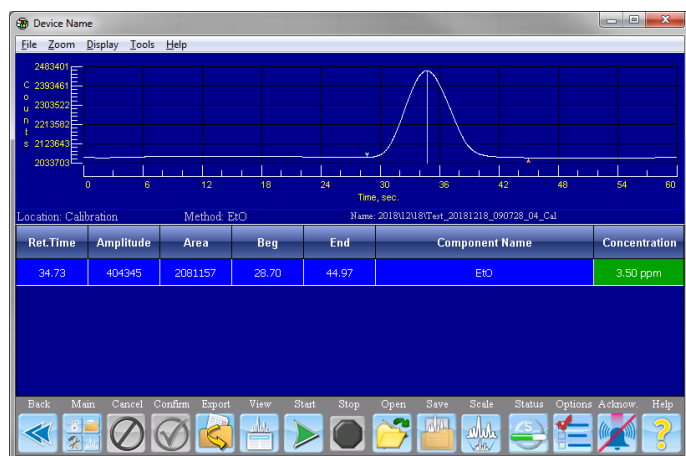 Device Name
File Zoom Display Tools Help
2483401
2393461
2303522
2213582
2123643
2033703
Counts
0 6 12 18 24 30 36 42 48 54 60
Time, sec.
Location: Calibration Method: EtO Name: 2018\12\18\Test_20181218_090728_04_Cal
Ret.Time Amplitude Area Beg End Component Name Concentration
34.73 404345 2081157 28.70 44.97 EtO 3.50 ppm
Back Main Cancel Confirm Export View Start Stop Open Save Scale Status Options Acknow. Help